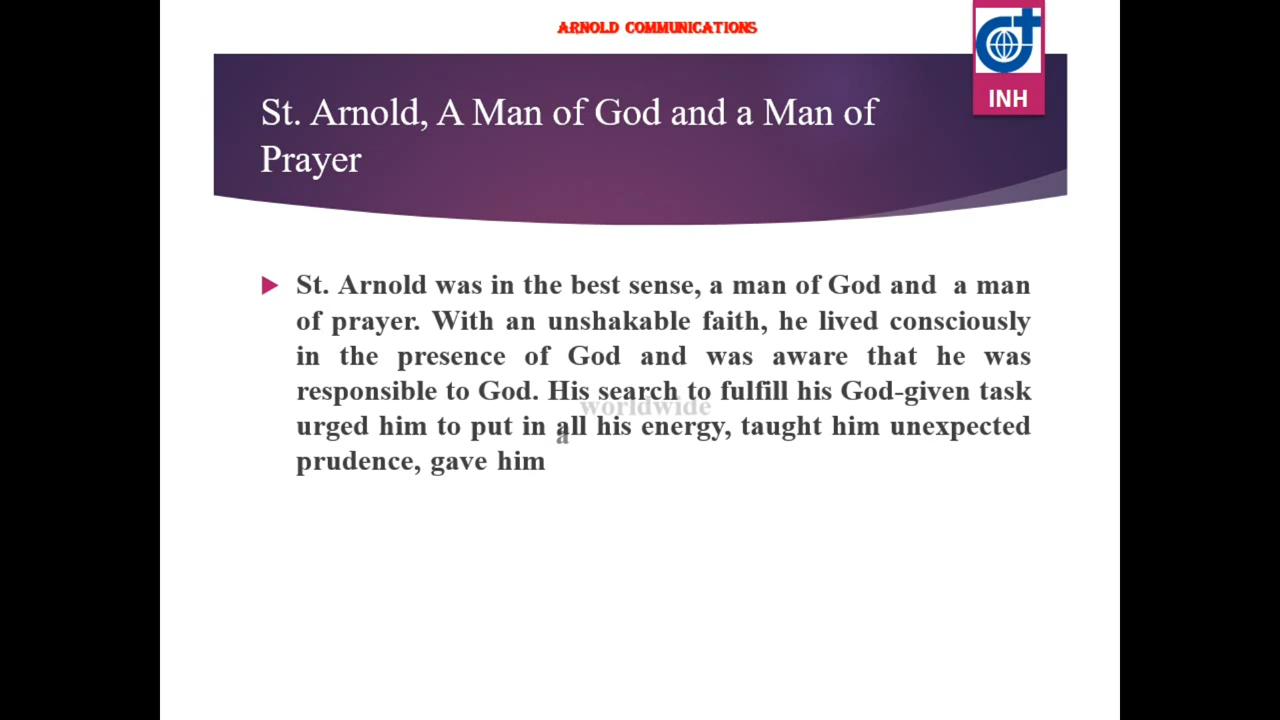 ARNOLD COMMUNICATIONS
INH
St. Arnold, A Man of God and a Man of
Prayer
St. Arnold was in the best sense, a man of God and a man
of prayer. With an unshakable faith, he lived consciously
in the presence of God and was aware that he was
responsible to God. His search to fulfill his God-given task
worldwide
urged him to put in all his energy, taught him unexpected
a
prudence, gave him